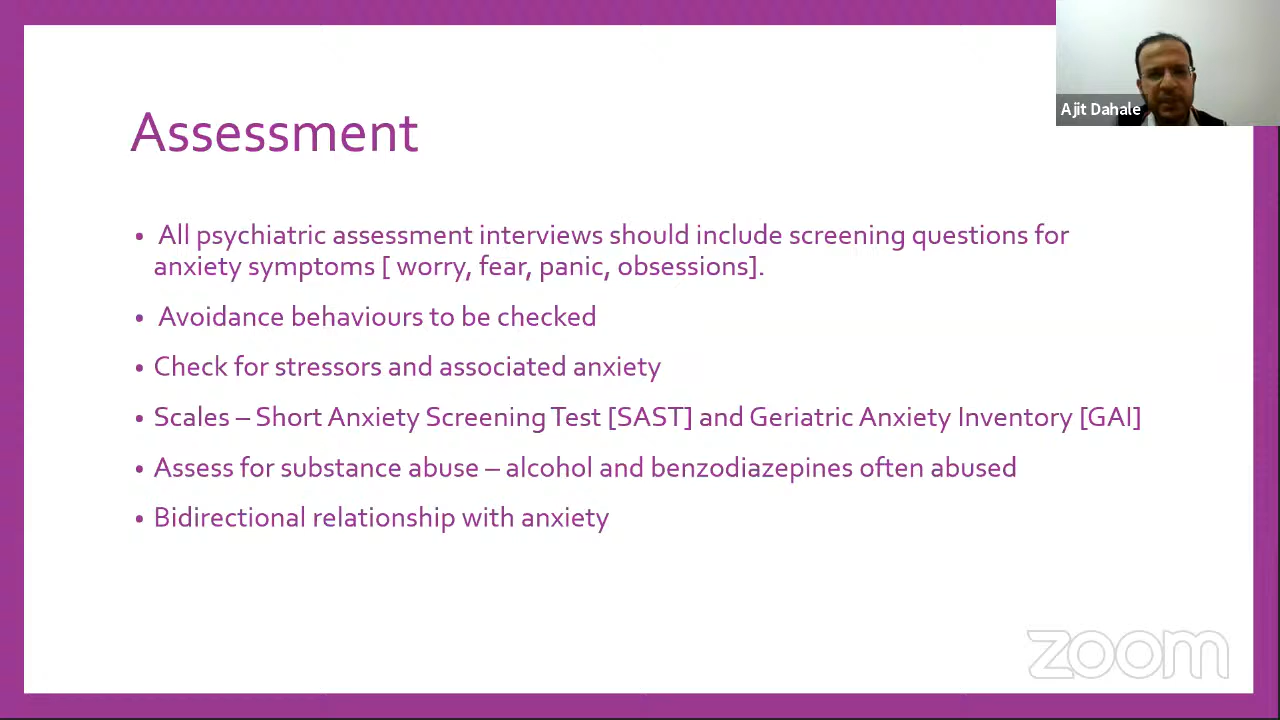 Ajit Dahale
Assessment
• All psychiatric assessment interviews should include screening questions for
anxiety symptoms [ worry, fear, panic, obsessions].
• Avoidance behaviours to be checked
• Check for stressors and associated anxiety
• Scales – Short Anxiety Screening Test [SAST] and Geriatric Anxiety Inventory [GAI]
• Assess for substance abuse – alcohol and benzodiazepines often abused
• Bidirectional relationship with anxiety
zoom